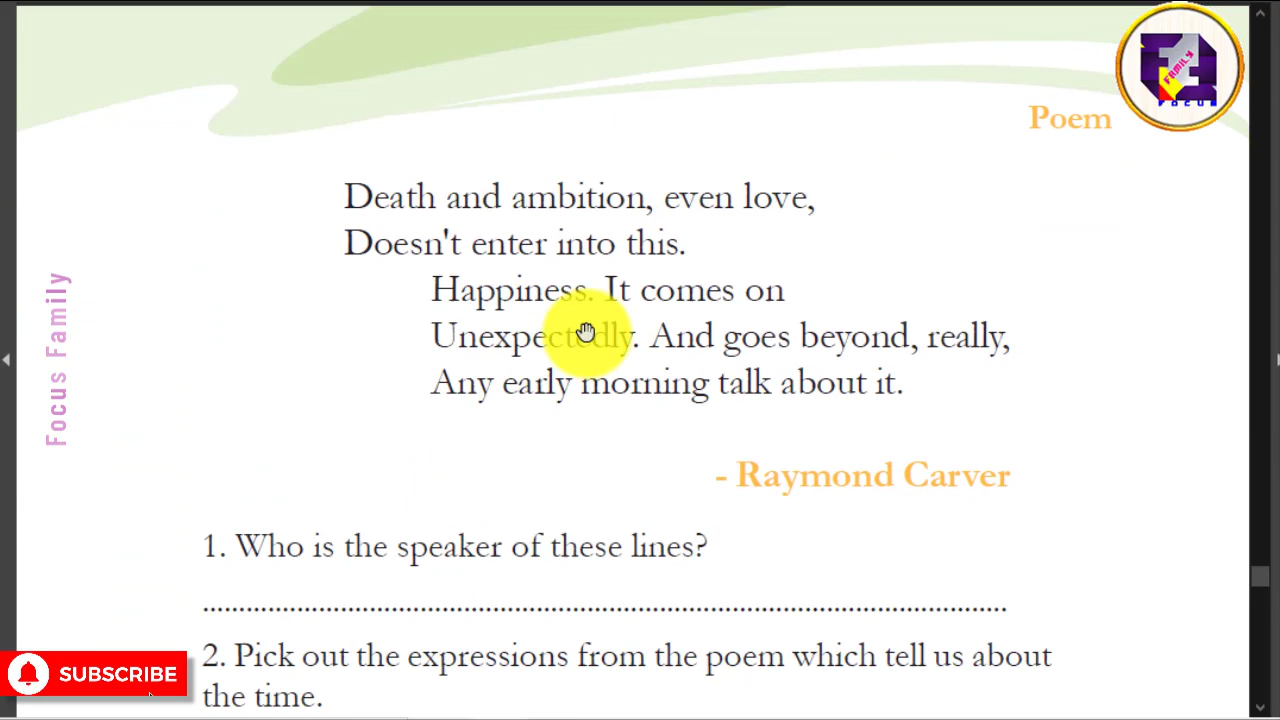 FAMILY
FOCUS
Poem
Death and ambition, even love,
Doesn't enter into this.
Happiness. It comes on
Unexpectedly. And goes beyond, really,
Any early morning talk about it.
- Raymond Carver
Focus Family
1. Who is the speaker of these lines?
..............................................................................................................
2. Pick out the expressions from the poem which tell us about
the time.
SUBSCRIBE